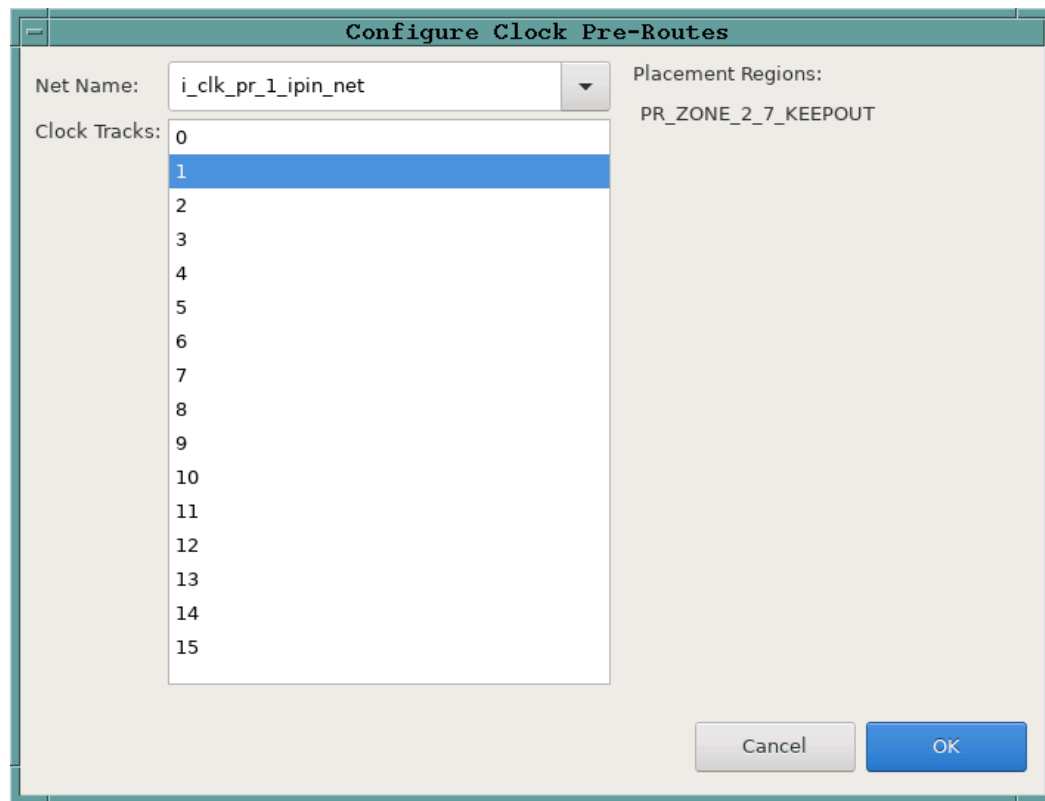 Configure Clock Pre-Routes
Net Name:
i_clk_pr_1_ipin_net
Placement Regions:
PR_ZONE_2_7_KEEPOUT
Clock Tracks:
0
1
2
3
4
5
6
7
8
9
10
11
12
13
14
15
Cancel
OK